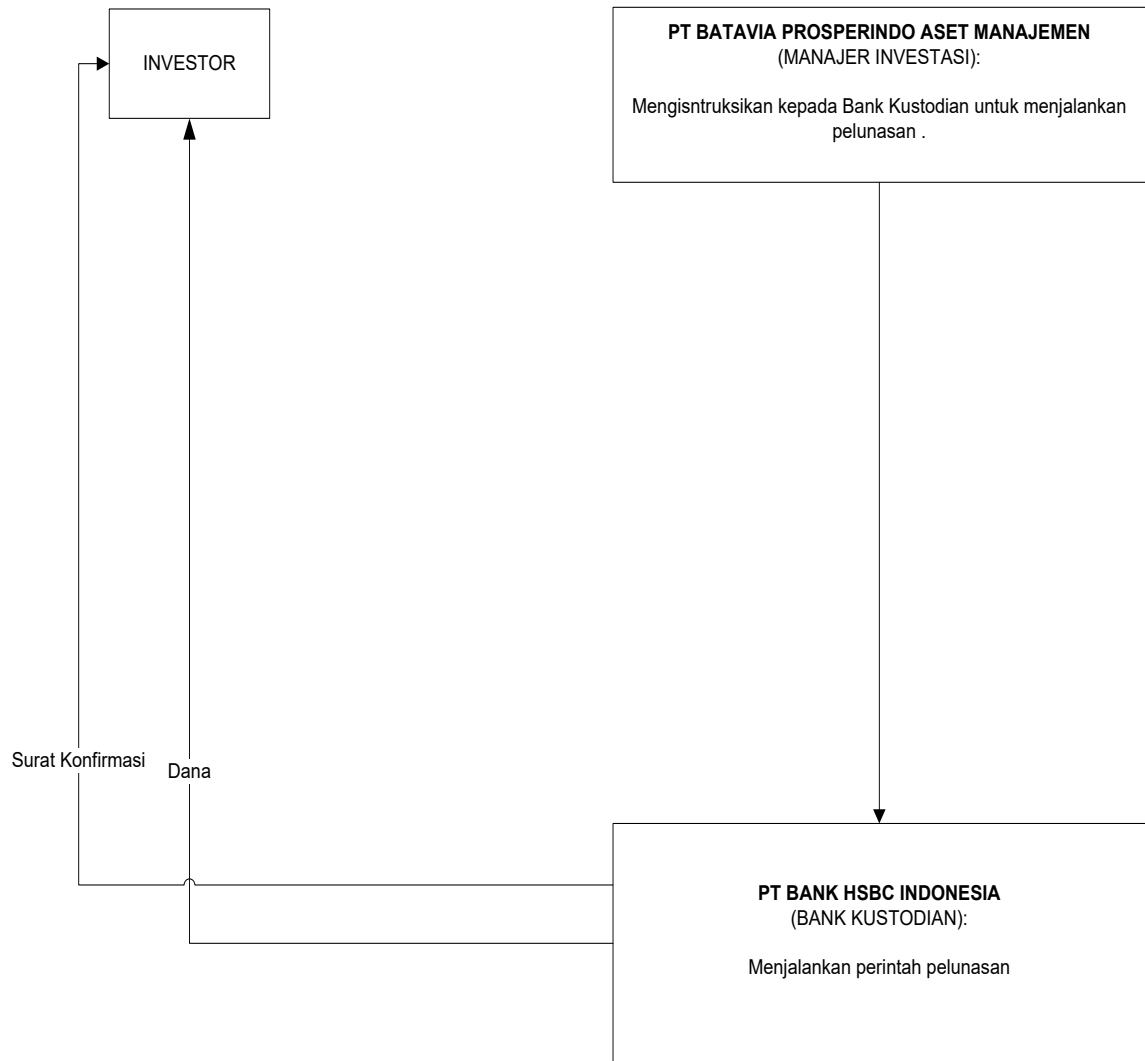 INVESTOR
PT BATAVIA PROSPERINDO ASET MANAJEMEN
(MANAJER INVESTASI):
Mengisntruksikan kepada Bank Kustodian untuk menjalankan
pelunasan .
Surat Konfirmasi
Dana
PT BANK HSBC INDONESIA
(BANK KUSTODIAN):
Menjalankan perintah pelunasan